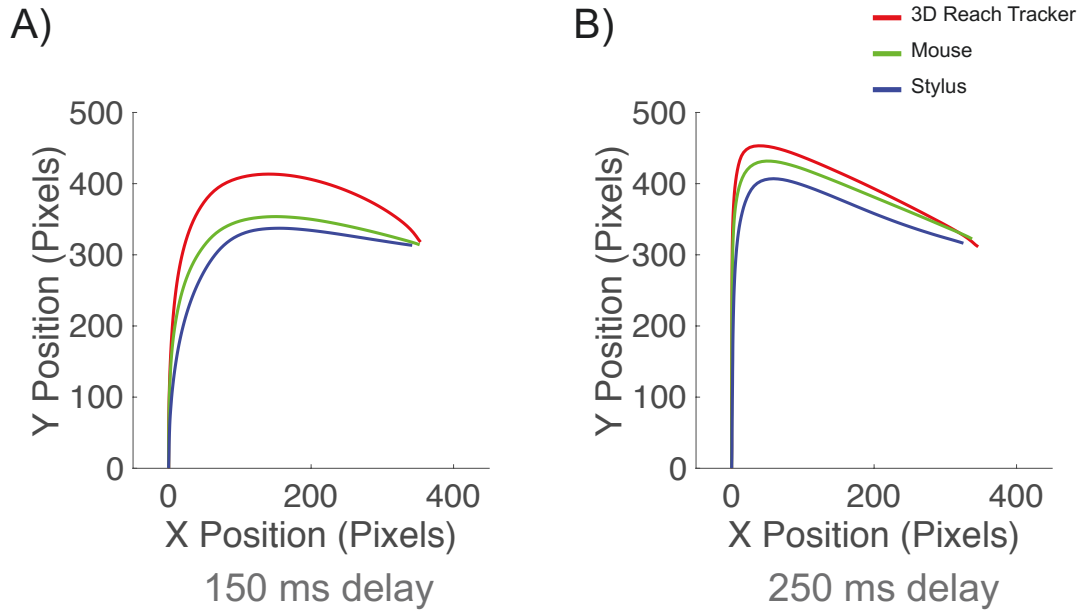 A)
B)
3D Reach Tracker
Mouse
Stylus
Y Position (Pixels)
500
400
300
200
100
0
0 200 400
X Position (Pixels)
150 ms delay
Y Position (Pixels)
500
400
300
200
100
0
0 200 400
X Position (Pixels)
250 ms delay